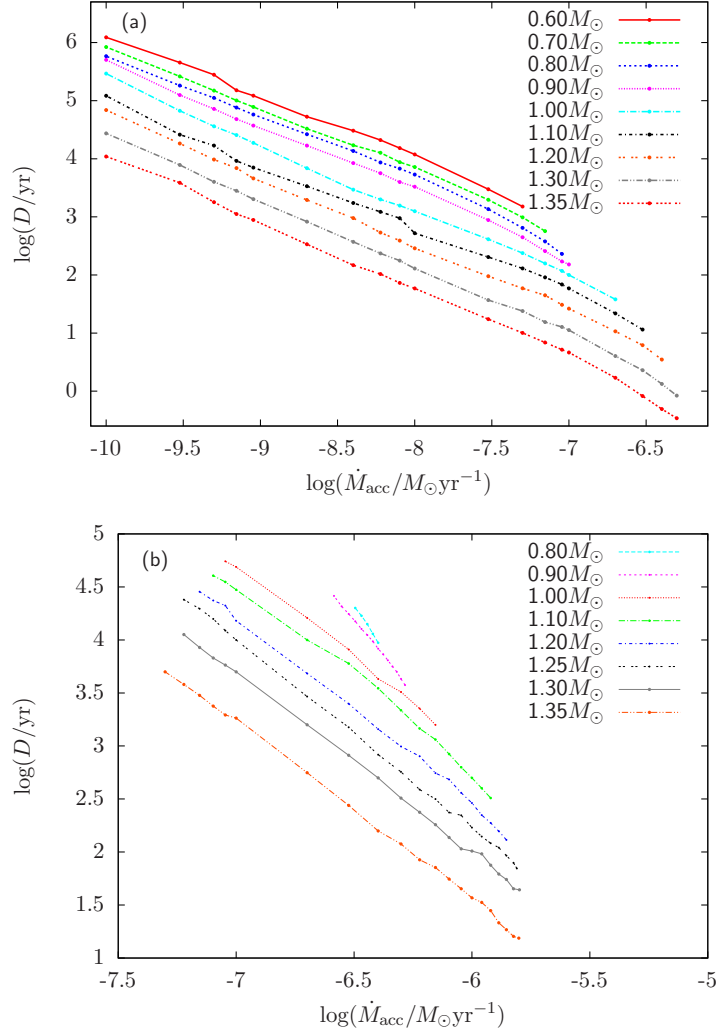 (a)
0.60M⊙
0.70M⊙
0.80M⊙
0.90M⊙
1.00M⊙
1.10M⊙
1.20M⊙
1.30M⊙
1.35M⊙
log(D/yr)
6
5
4
3
2
1
0
-10 -9.5 -9 -8.5 -8 -7.5 -7 -6.5
log(Ṁacc/M⊙yr⁻¹)
(b)
0.80M⊙
0.90M⊙
1.00M⊙
1.10M⊙
1.20M⊙
1.25M⊙
1.30M⊙
1.35M⊙
log(D/yr)
5
4.5
4
3.5
3
2.5
2
1.5
1
-7.5 -7 -6.5 -6 -5.5 -5
log(Ṁacc/M⊙yr⁻¹)